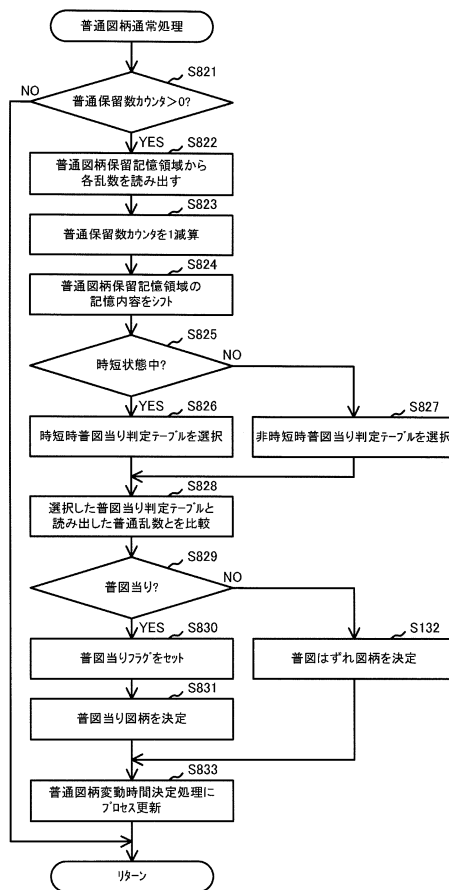 普通図柄通常処理
S821
NO
普通保留数カウンタ>0?
YES
S822
普通図柄保留記憶領域から
各乱数を読み出す
S823
普通保留数カウンタを1減算
S824
普通図柄保留記憶領域の
記憶内容をシフト
S825
時短状態中?
NO
YES
S826
時短時普図当り判定テーブルを選択
S827
非時短時普図当り判定テーブルを選択
S828
選択した普図当り判定テーブルと
読み出した普通乱数とを比較
S829
普図当り?
NO
YES
S830
普図当りフラグをセット
S132
普図はずれ図柄を決定
S831
普図当り図柄を決定
S833
普通図柄変動時間決定処理に
プロセス更新
リターン